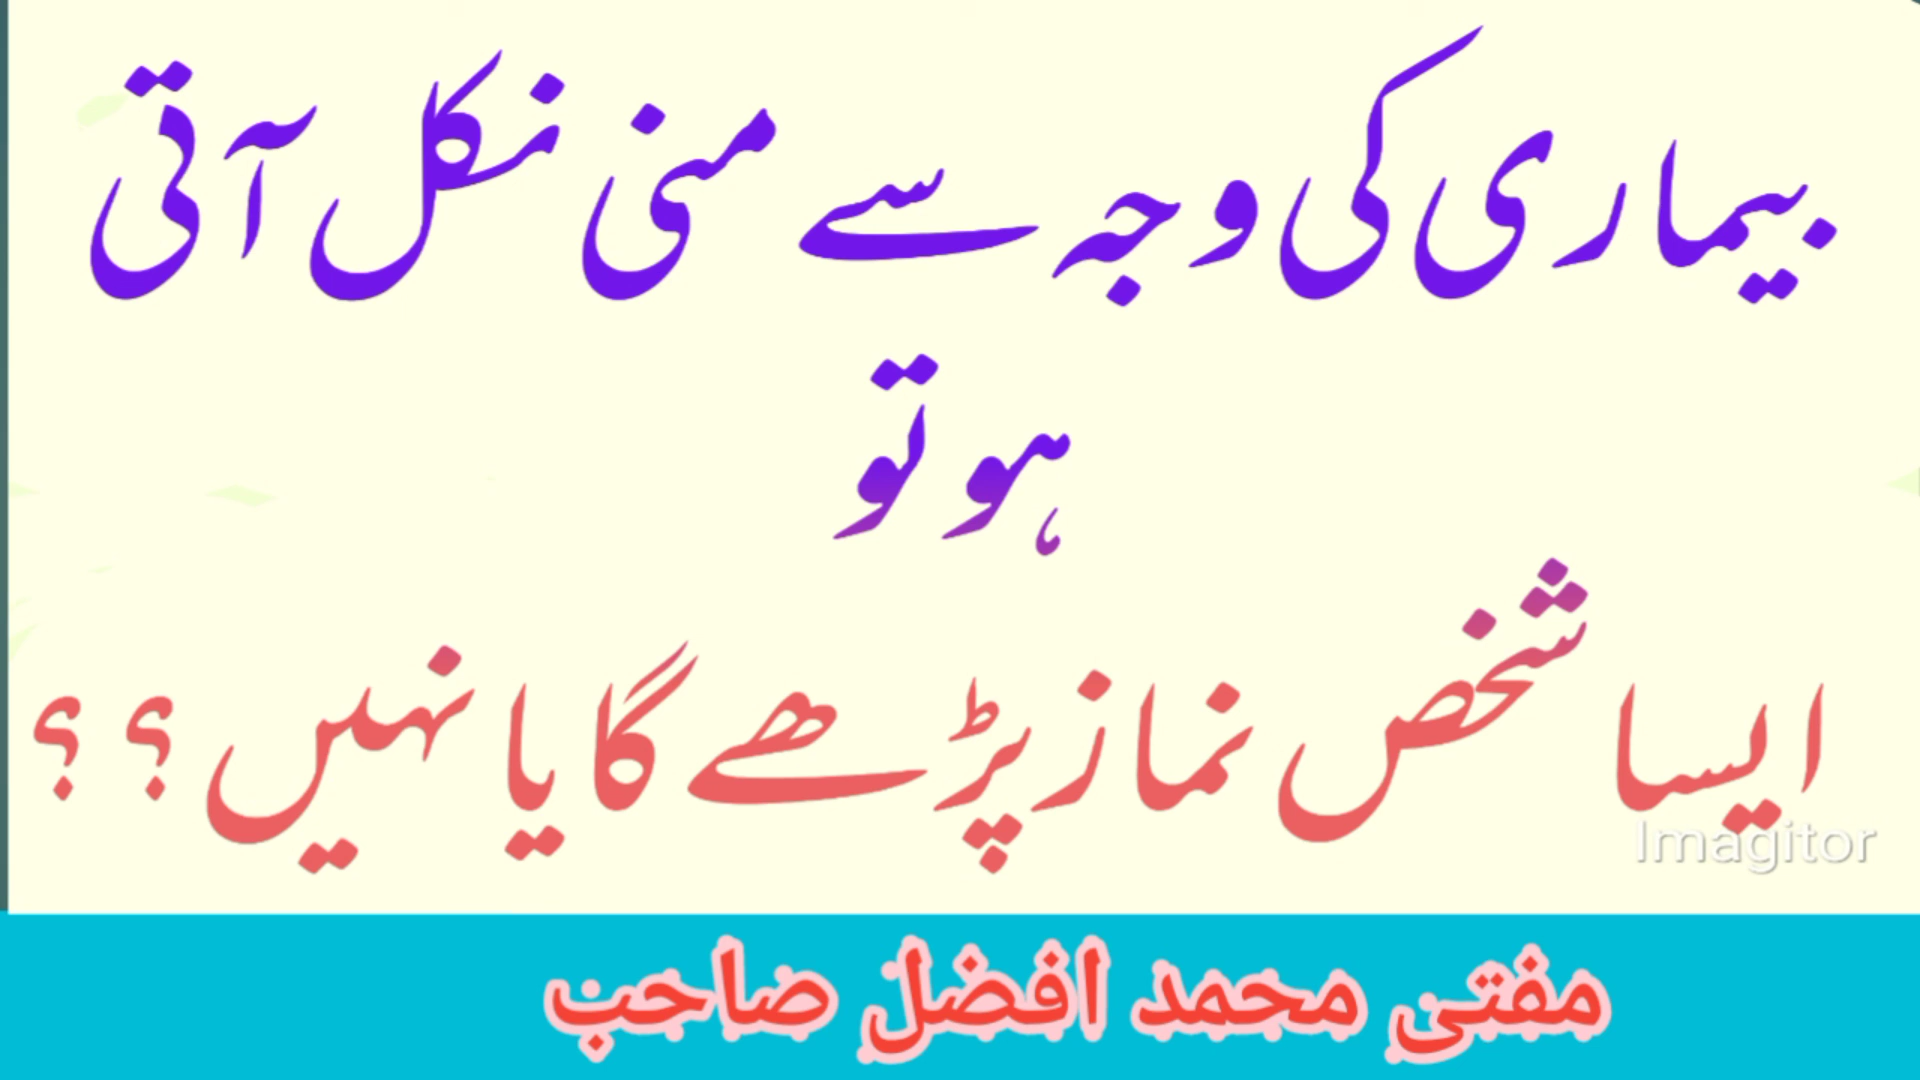 بیماری کی وجہ سے منی نکل آتی
ہو تو
ایسا شخص نماز پڑھے گا یا نہیں ؟ ؟
Imagitor
مفتی محمد افضل صاحب